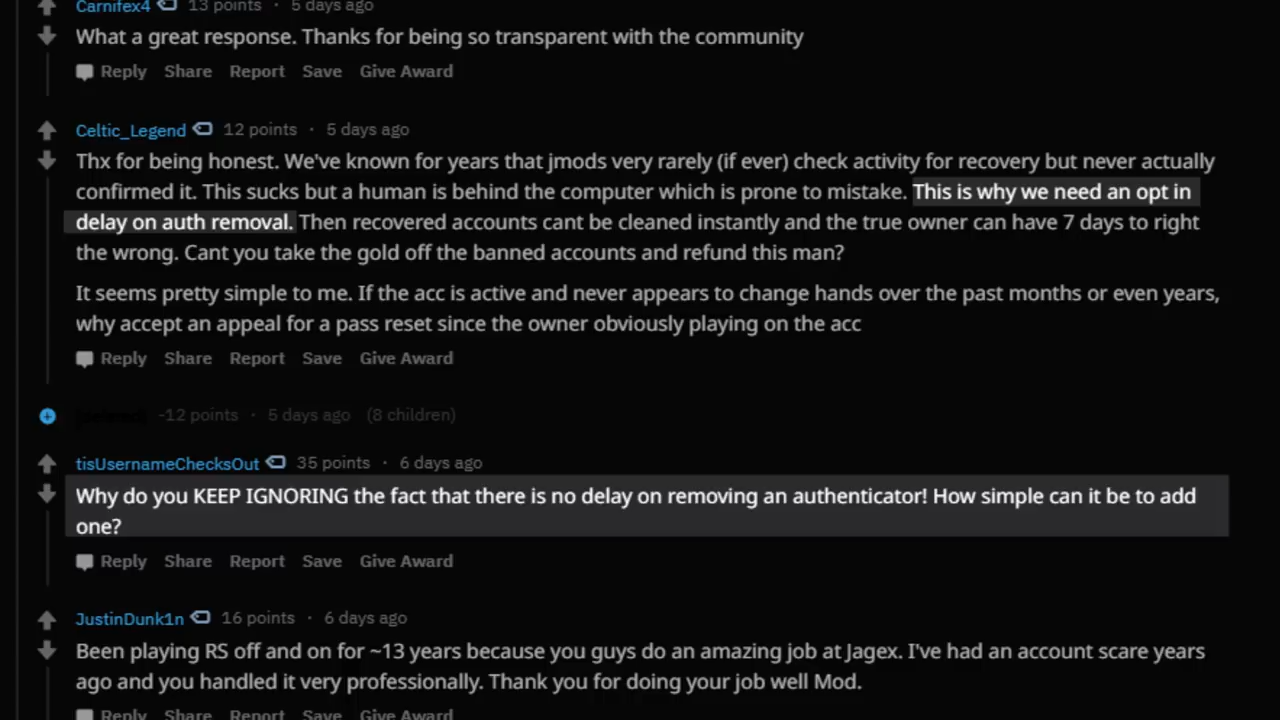 Carnifex4 13 points · 5 days ago
What a great response. Thanks for being so transparent with the community
Reply Share Report Save Give Award
Celtic_Legend 12 points · 5 days ago
Thx for being honest. We've known for years that jmods very rarely (if ever) check activity for recovery but never actually
confirmed it. This sucks but a human is behind the computer which is prone to mistake. This is why we need an opt in
delay on auth removal. Then recovered accounts cant be cleaned instantly and the true owner can have 7 days to right
the wrong. Cant you take the gold off the banned accounts and refund this man?
It seems pretty simple to me. If the acc is active and never appears to change hands over the past months or even years,
why accept an appeal for a pass reset since the owner obviously playing on the acc
Reply Share Report Save Give Award
-12 points · 5 days ago (8 children)
tisUsernameChecksOut 35 points · 6 days ago
Why do you KEEP IGNORING the fact that there is no delay on removing an authenticator! How simple can it be to add
one?
Reply Share Report Save Give Award
JustinDunk1n 16 points · 6 days ago
Been playing RS off and on for ~13 years because you guys do an amazing job at Jagex. I've had an account scare years
ago and you handled it very professionally. Thank you for doing your job well Mod.
Reply Share Report Save Give Award